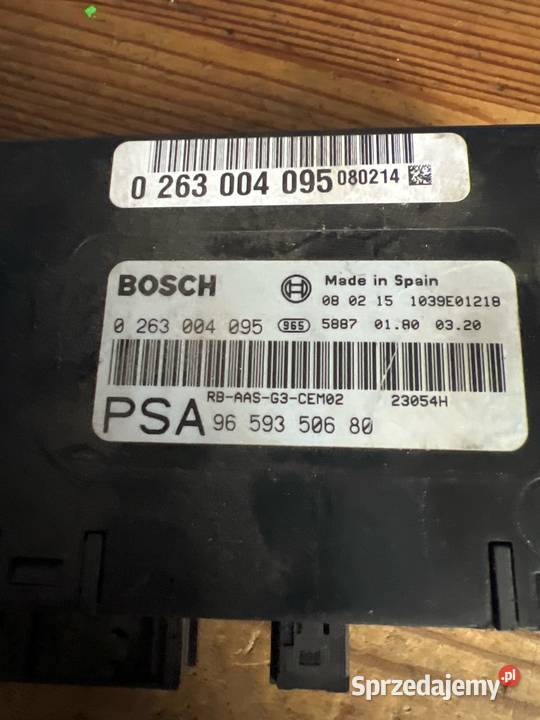 0 263 004 095 080214
BOSCH Made in Spain
08 02 15 1039E01218
0 263 004 095 965 5887 01.80 03.20
RB-AAS-G3-CEM02 23054H
PSA 96 593 506 80
Sprzedajemy.pl